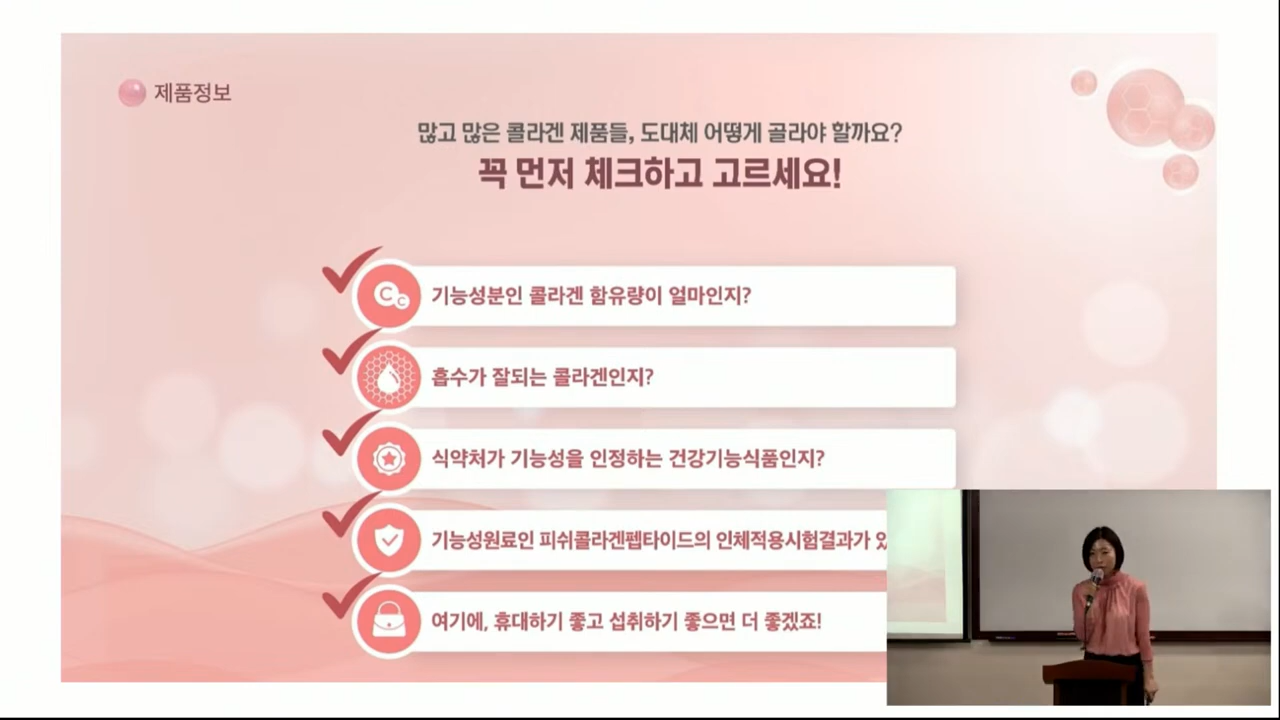 제품정보
많고 많은 콜라겐 제품들, 도대체 어떻게 골라야 할까요?
꼭 먼저 체크하고 고르세요!
기능성분인 콜라겐 함유량이 얼마인지?
흡수가 잘되는 콜라겐인지?
식약처가 기능성을 인정하는 건강기능식품인지?
기능성원료인 피쉬콜라겐펩타이드의 인체적용시험결과가
여기에, 휴대하기 좋고 섭취하기 좋으면 더 좋겠죠!